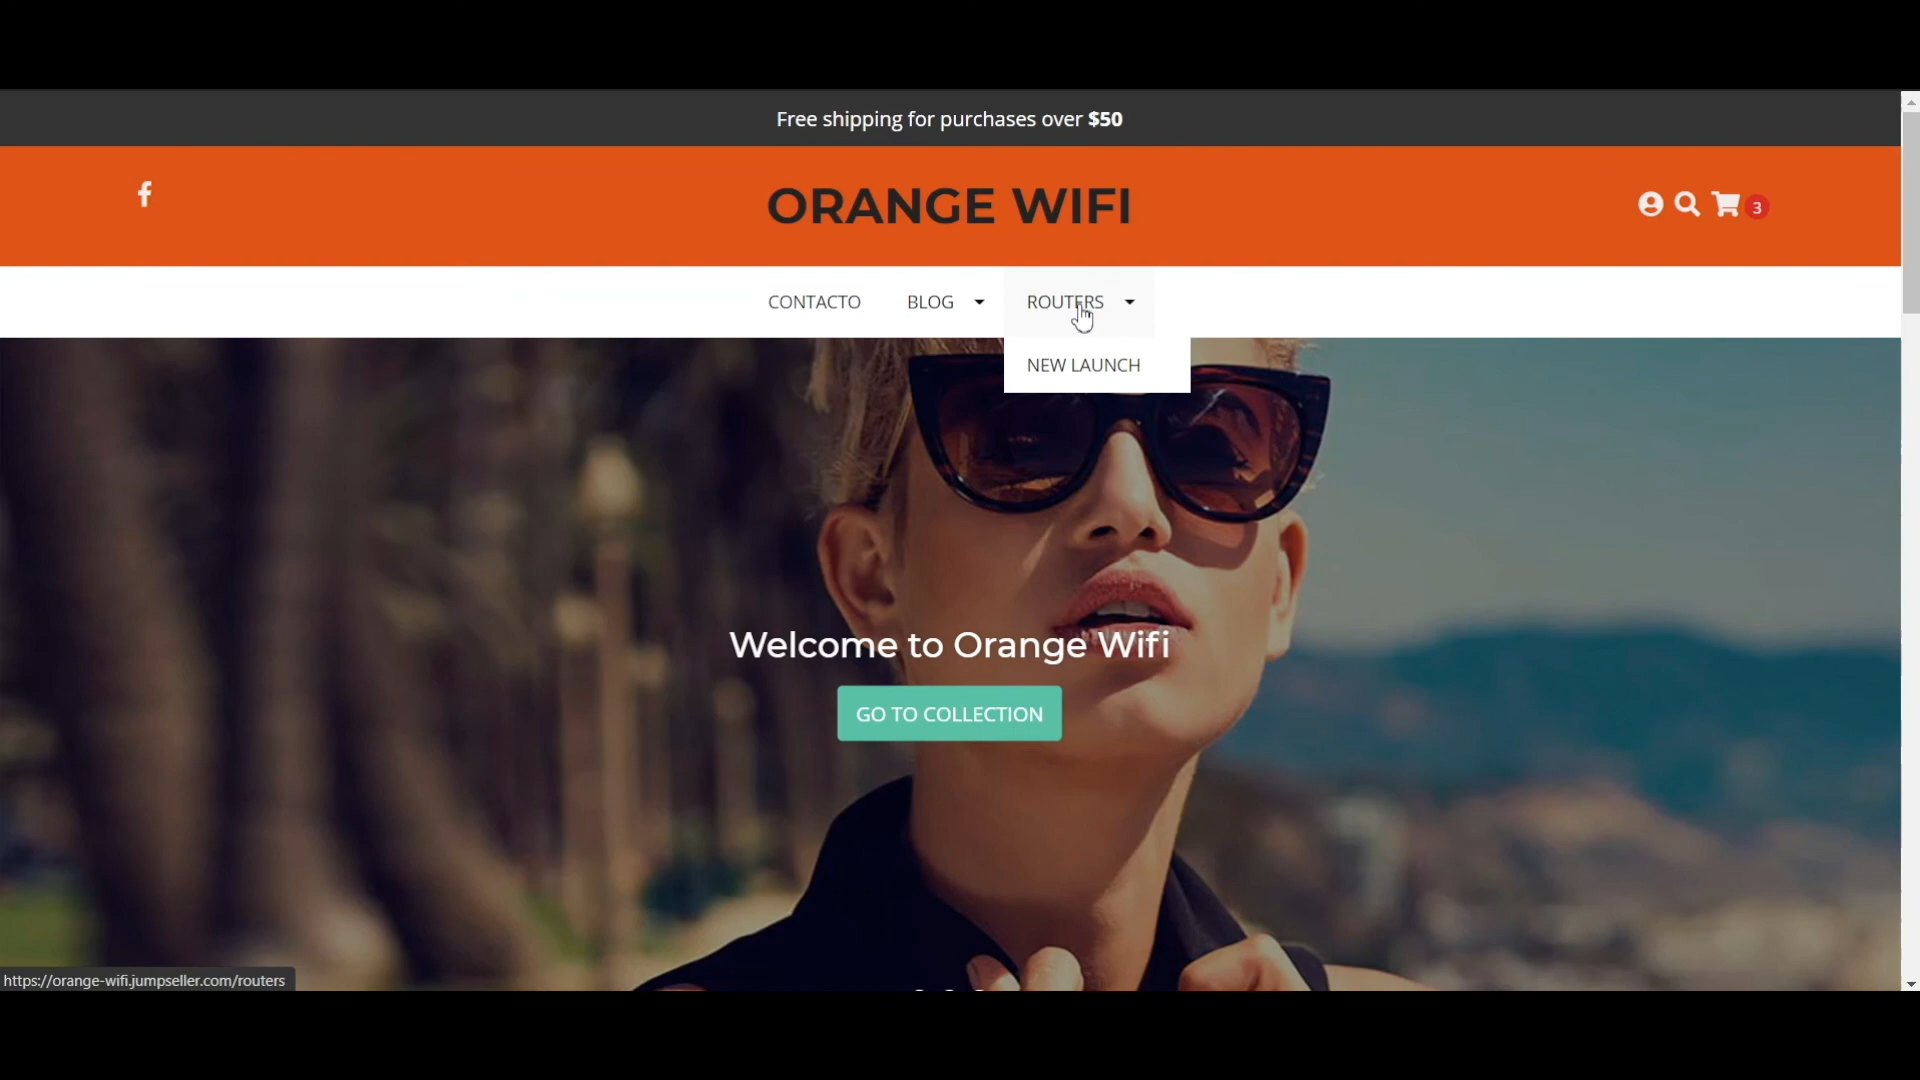 Free shipping for purchases over $50
f
ORANGE WIFI
3
CONTACTO BLOG ROUTERS
NEW LAUNCH
Welcome to Orange Wifi
GO TO COLLECTION
https://orange-wifi.jumpseller.com/routers